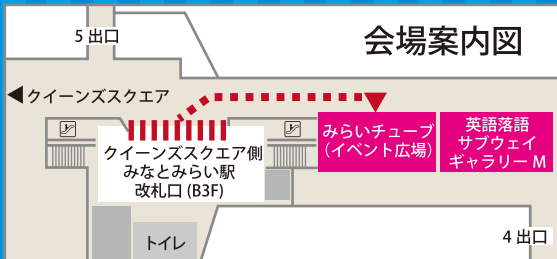 5 出口
会場案内図
クイーンズスクエア
クイーンズスクエア側
みなとみらい駅
改札口 (B3F)
みらいチューブ
（イベント広場）
英語落語
サブウェイ
ギャラリー M
トイレ
4 出口